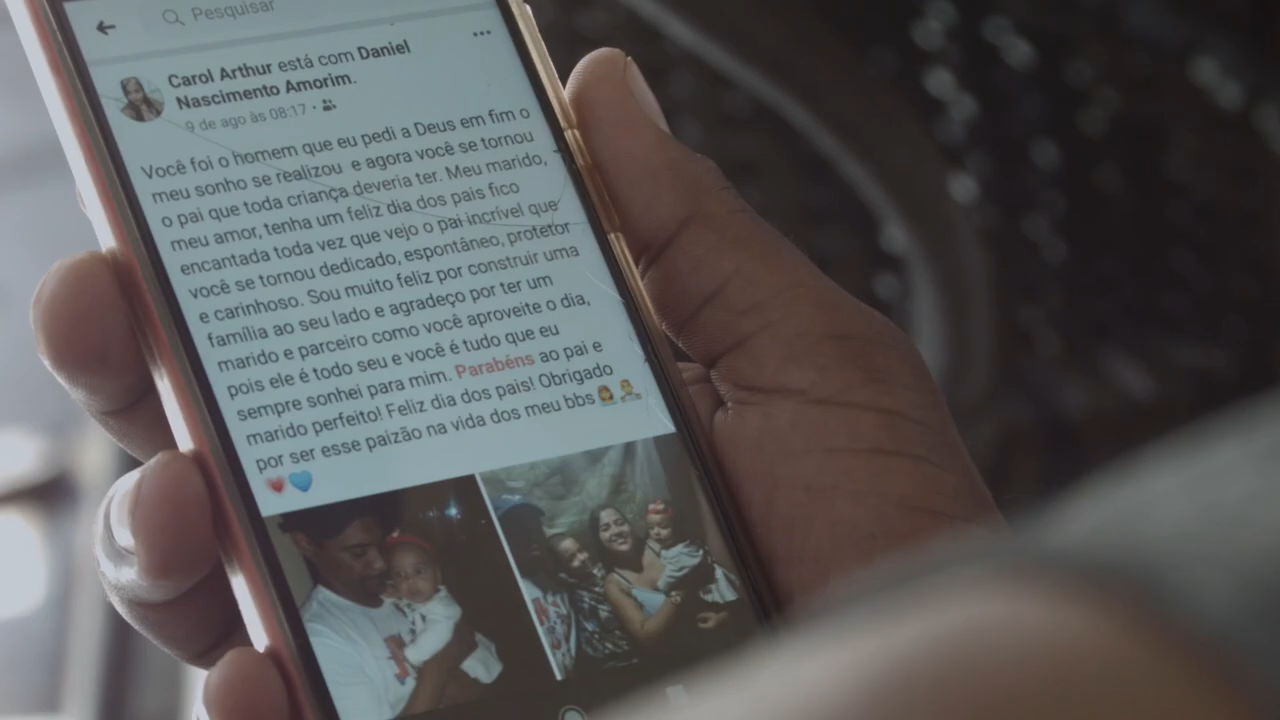 Pesquisar
Carol Arthur está com Daniel
Nascimento Amorim.
9 de ago às 08:17 ·
Você foi o homem que eu pedi a Deus em fim o
meu sonho se realizou e agora você se tornou
o pai que toda criança deveria ter. Meu marido,
meu amor, tenha um feliz dia dos pais fico
encantada toda vez que vejo o pai incrível que
você se tornou dedicado, espontâneo, protetor
e carinhoso. Sou muito feliz por construir uma
família ao seu lado e agradeço por ter um
marido e parceiro como você aproveite o dia,
pois ele é todo seu e você é tudo que eu
sempre sonhei para mim. Parabéns ao pai e
marido perfeito! Feliz dia dos pais! Obrigado
por ser esse paizão na vida dos meu bbs